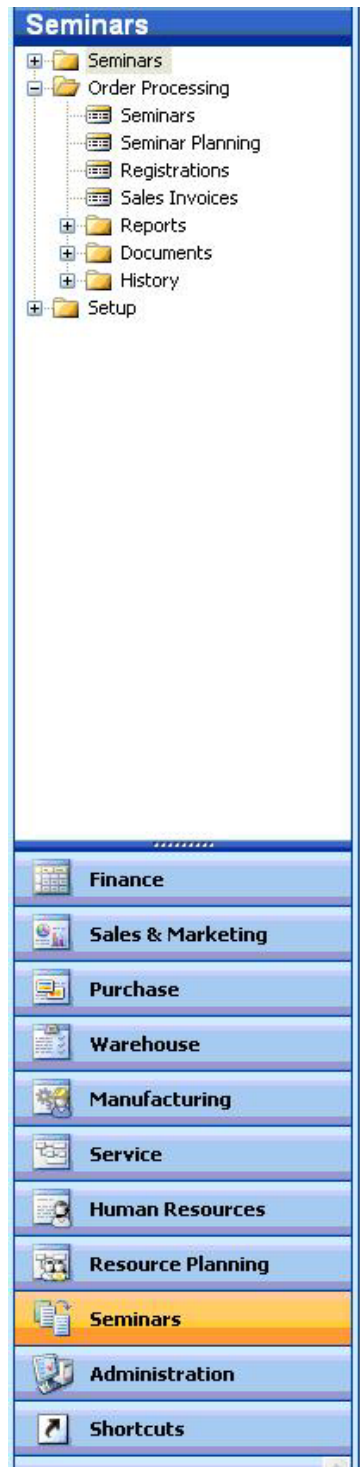 Seminars
Seminars
Order Processing
Seminars
Seminar Planning
Registrations
Sales Invoices
Reports
Documents
History
Setup
Finance
Sales & Marketing
Purchase
Warehouse
Manufacturing
Service
Human Resources
Resource Planning
Seminars
Administration
Shortcuts